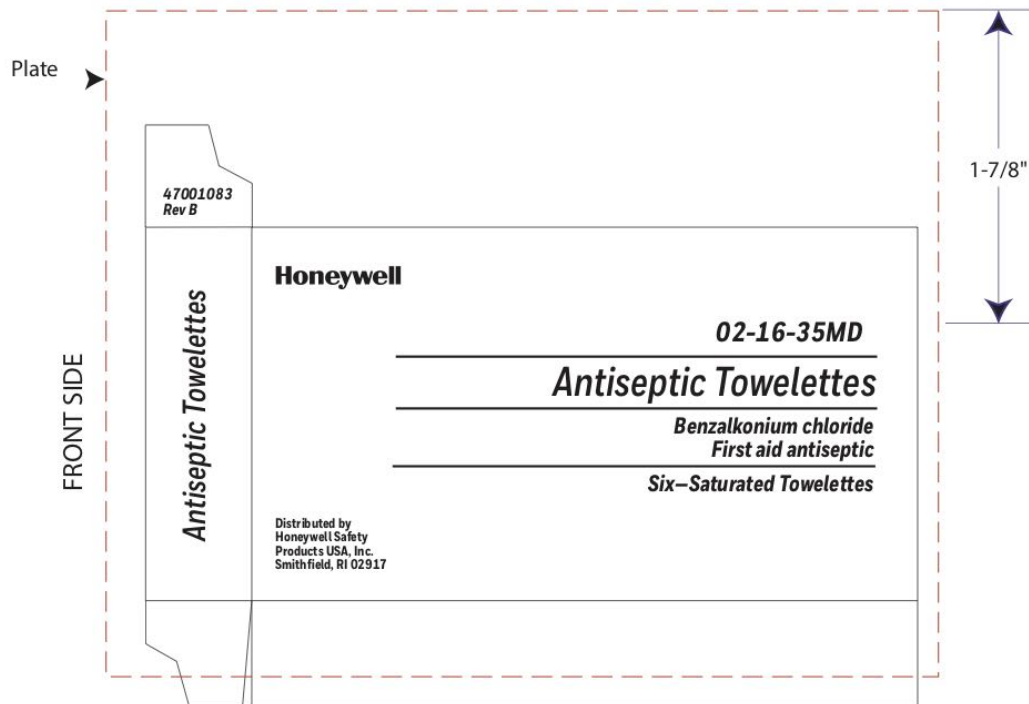 Plate
1-7/8"
47001083
Rev B
FRONT SIDE
Antiseptic Towelettes
Honeywell
02-16-35MD
Antiseptic Towelettes
Benzalkonium chloride
First aid antiseptic
Six–Saturated Towelettes
Distributed by
Honeywell Safety
Products USA, Inc.
Smithfield, RI 02917